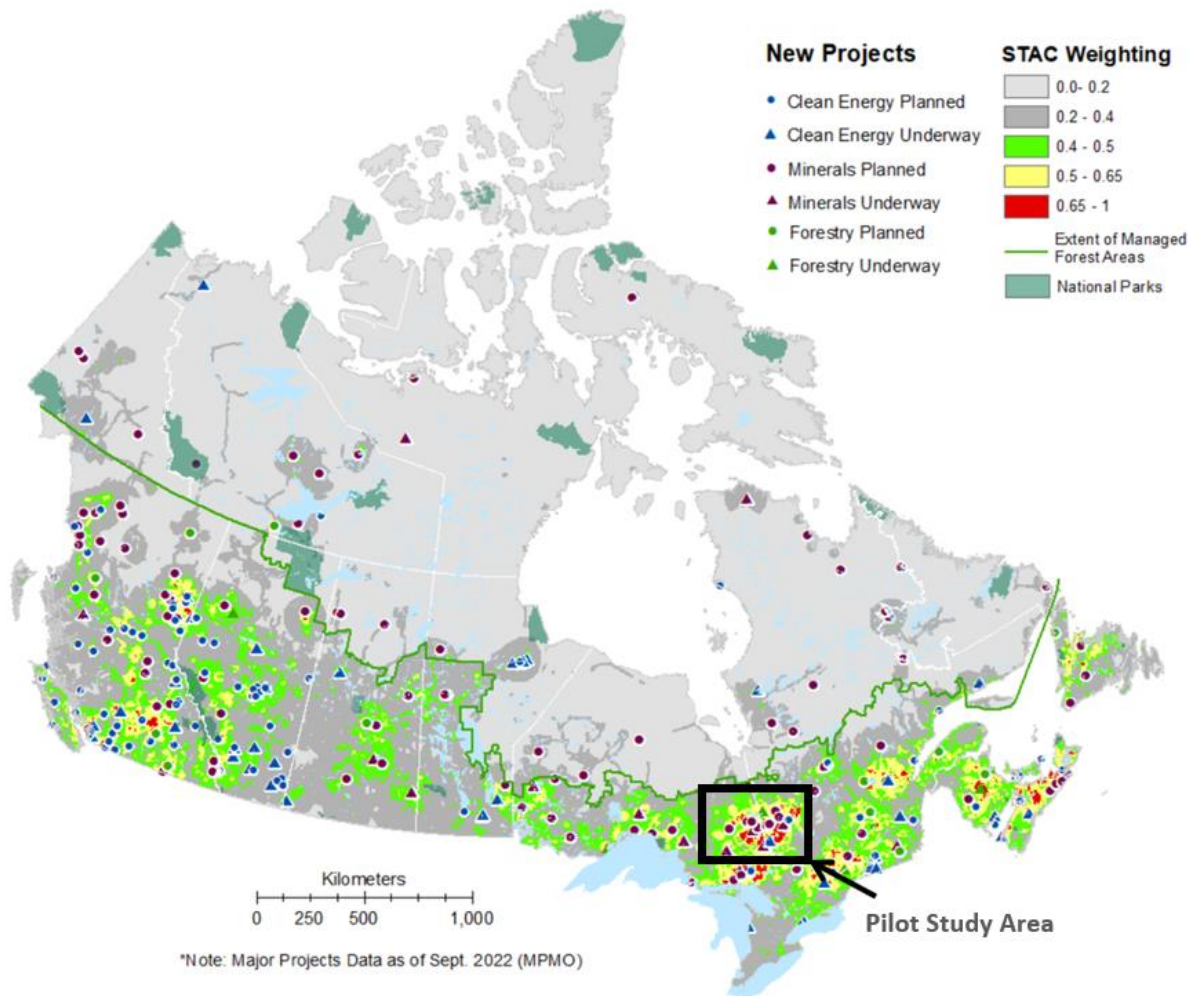 New Projects
Clean Energy Planned
Clean Energy Underway
Minerals Planned
Minerals Underway
Forestry Planned
Forestry Underway
STAC Weighting
0.0- 0.2
0.2 - 0.4
0.4 - 0.5
0.5 - 0.65
0.65 - 1
Extent of Managed
Forest Areas
National Parks
Kilometers
0 250 500 1,000
Pilot Study Area
*Note: Major Projects Data as of Sept. 2022 (MPMO)